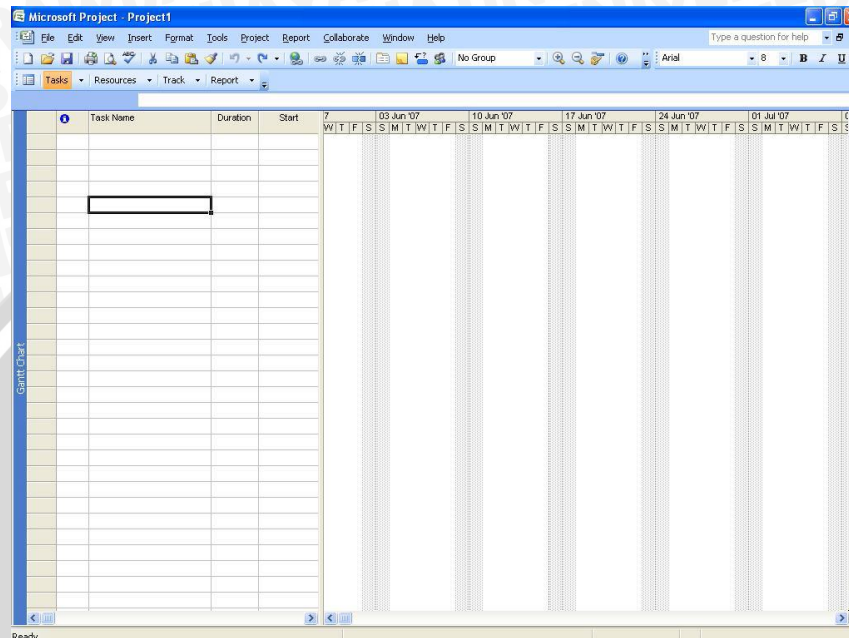 Microsoft Project - Project1
File Edit View Insert Format Tools Project Report Collaborate Window Help Type a question for help
No Group Arial 8 B I U
Tasks Resources Track Report
Task Name Duration Start 7 03 Jun '07 10 Jun '07 17 Jun '07 24 Jun '07 01 Jul '07
W T F S S M T W T F S S M T W T F S S M T W T F S S M T W T F S S M T W T F S S
Gantt Chart
Ready